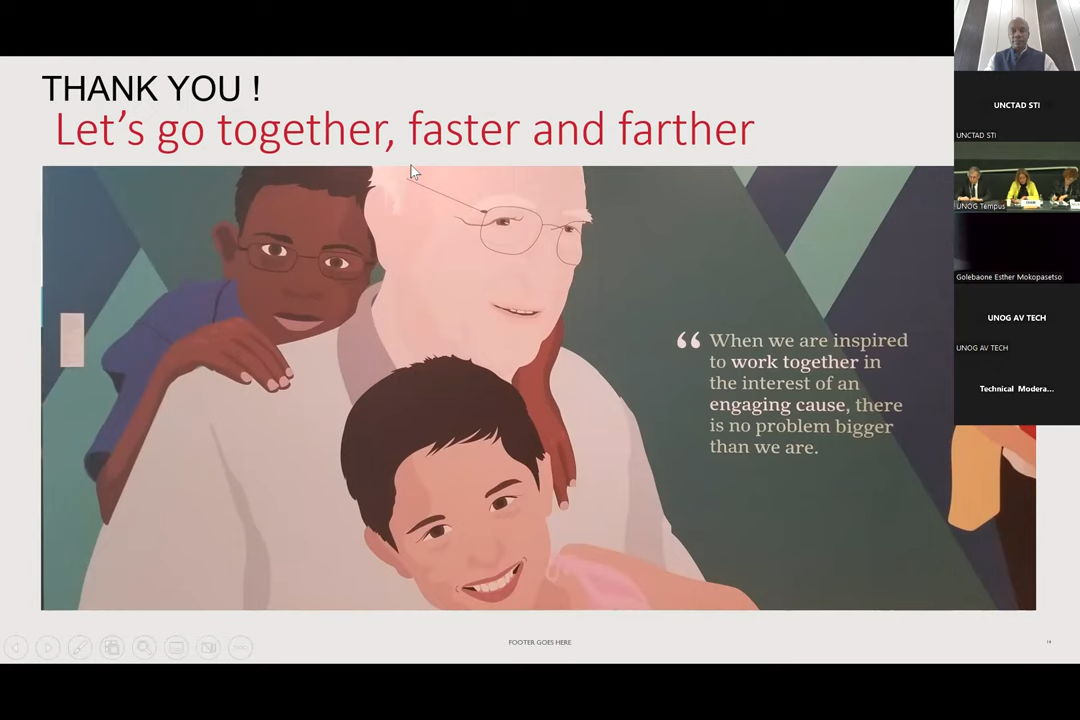 THANK YOU !
Let’s go together, faster and farther
“ When we are inspired
to work together in
the interest of an
engaging cause, there
is no problem bigger
than we are.
FOOTER GOES HERE
14
UNCTAD STI
UNCTAD STI
UNOG Tempus
Golebaone Esther Mokopasetso
UNOG AV TECH
UNOG AV TECH
Technical Modera...